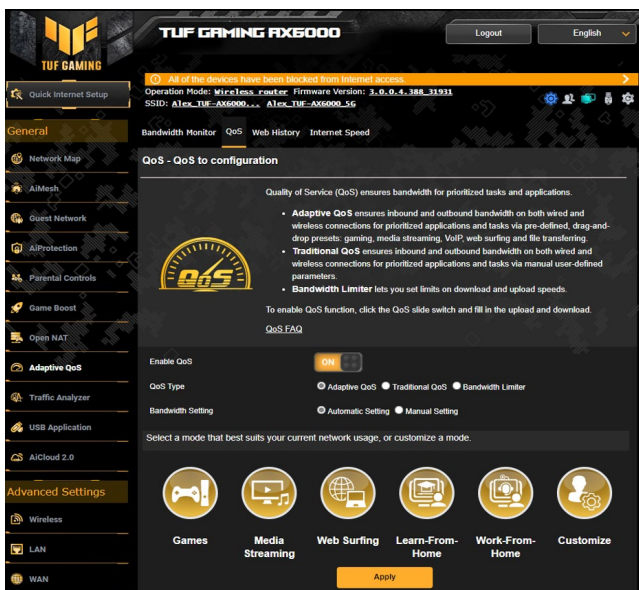 TUF GAMING
TUF GAMING AX6000
Logout
English
All of the devices have been blocked from Internet access.
Quick Internet Setup
Operation Mode: Wireless router Firmware Version: 3.0.0.4.388_31931
SSID: Alex_TUF-AX6000... Alex_TUF-AX6000_5G
General
Network Map
AiMesh
Guest Network
AiProtection
Parental Controls
Game Boost
Open NAT
Adaptive QoS
Traffic Analyzer
USB Application
AiCloud 2.0
Advanced Settings
Wireless
LAN
WAN
Bandwidth Monitor QoS Web History Internet Speed
QoS - QoS to configuration
QoS
Quality of Service (QoS) ensures bandwidth for prioritized tasks and applications.
• Adaptive QoS ensures inbound and outbound bandwidth on both wired and
wireless connections for prioritized applications and tasks via pre-defined, drag-and-
drop presets: gaming, media streaming, VoIP, web surfing and file transferring.
• Traditional QoS ensures inbound and outbound bandwidth on both wired and
wireless connections for prioritized applications and tasks via manual user-defined
parameters.
• Bandwidth Limiter lets you set limits on download and upload speeds.
To enable QoS function, click the QoS slide switch and fill in the upload and download.
QoS FAQ
Enable QoS ON
QoS Type Adaptive QoS Traditional QoS Bandwidth Limiter
Bandwidth Setting Automatic Setting Manual Setting
Select a mode that best suits your current network usage, or customize a mode.
Games
Media
Streaming
Web Surfing
Learn-From-
Home
Work-From-
Home
Customize
Apply